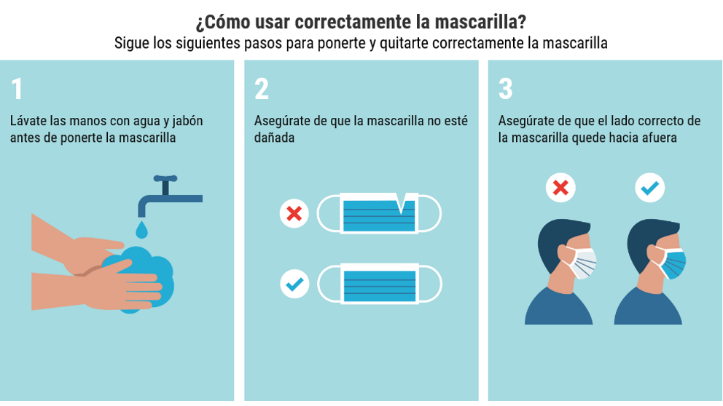 ¿Cómo usar correctamente la mascarilla?
Sigue los siguientes pasos para ponerte y quitarte correctamente la mascarilla
1
Lávate las manos con agua y jabón
antes de ponerte la mascarilla
2
Asegúrate de que la mascarilla no esté
dañada
3
Asegúrate de que el lado correcto de
la mascarilla quede hacia afuera